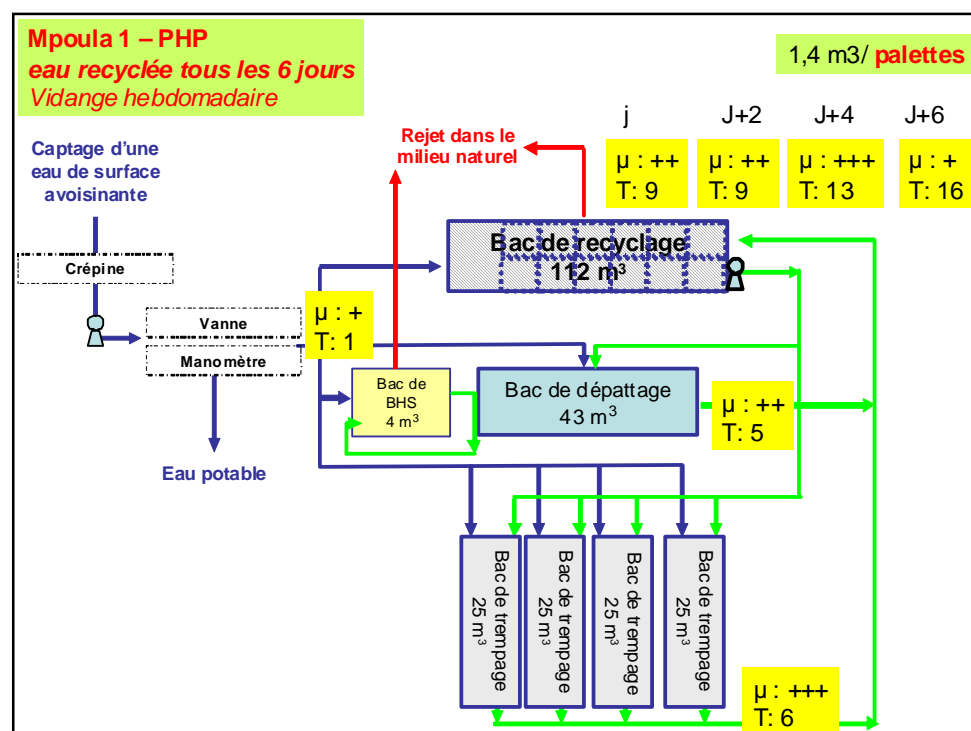 Mpoula 1 – PHP
eau recyclée tous les 6 jours
Vidange hebdomadaire
1,4 m3/ palettes
j
J+2
J+4
J+6
Rejet dans le
milieu naturel
µ : ++
T: 9
µ : ++
T: 9
µ : +++
T: 13
µ : +
T: 16
Captage d'une
eau de surface
avoisinante
Crépine
Bac de recyclage
112 m³
Vanne
Manomètre
µ : +
T: 1
Bac de
BHS
4 m³
Bac de dépattage
43 m³
µ : ++
T: 5
Eau potable
Bac de trempage
25 m³
Bac de trempage
25 m³
Bac de trempage
25 m³
Bac de trempage
25 m³
µ : +++
T: 6